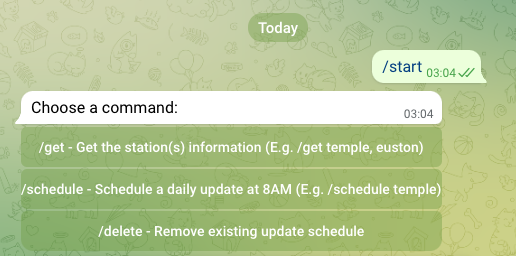 Today
/start 03:04
Choose a command:
03:04
/get - Get the station(s) information (E.g. /get temple, euston)
/schedule - Schedule a daily update at 8AM (E.g. /schedule temple)
/delete - Remove existing update schedule